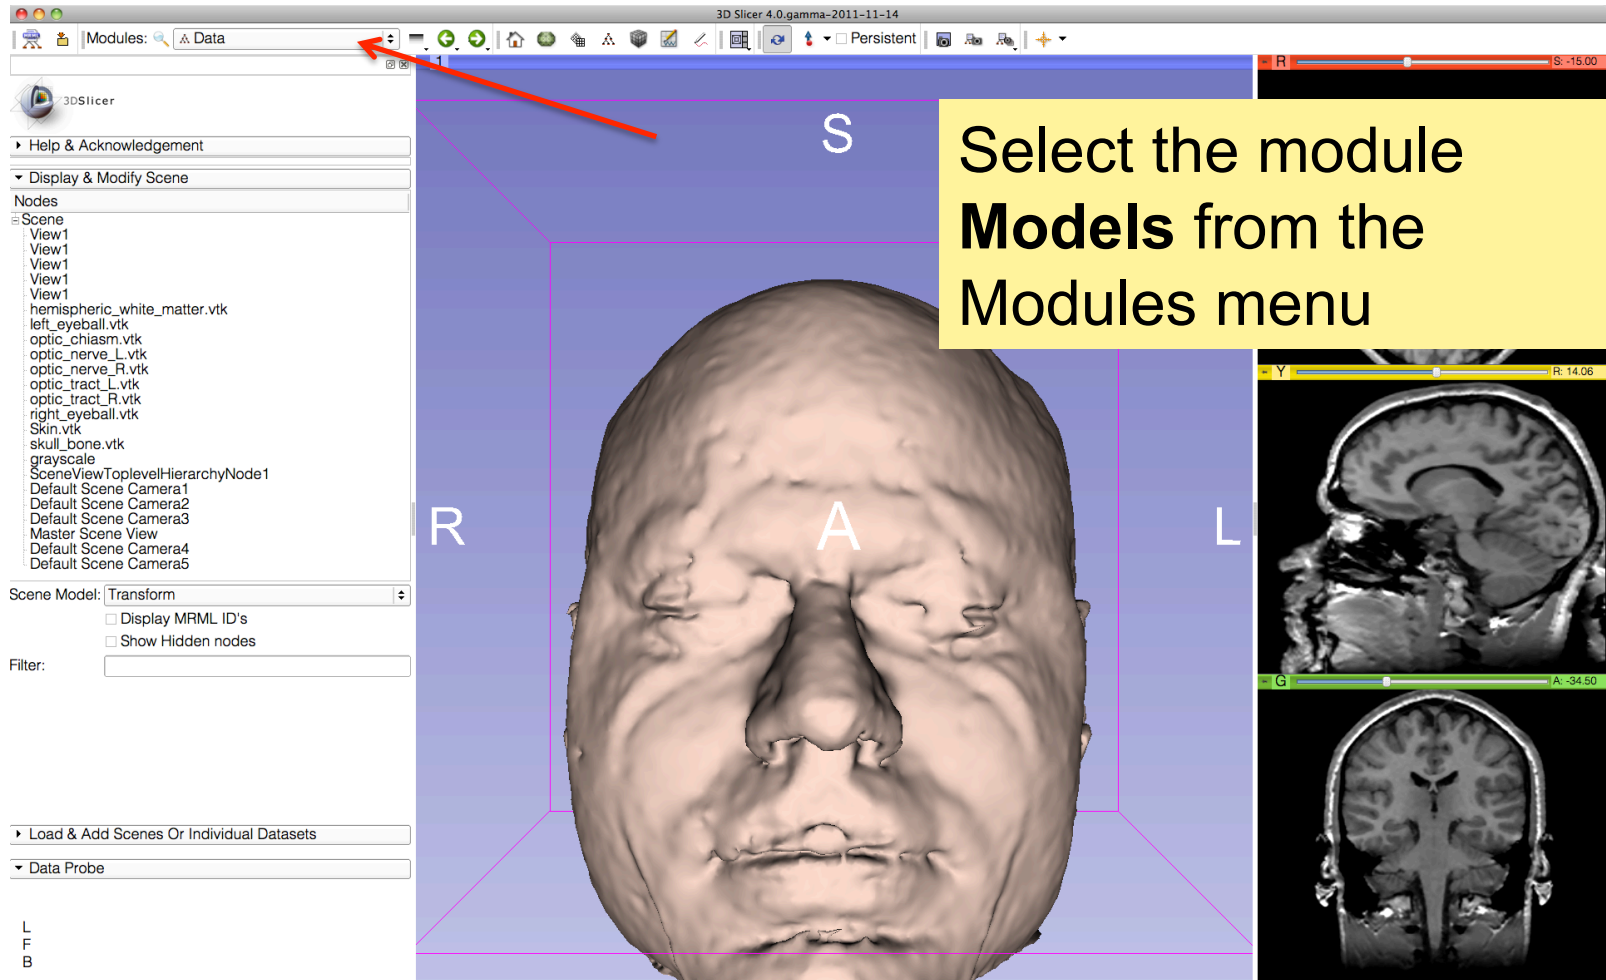 3D Slicer 4.0.gamma-2011-11-14
Modules: Data Persistent
1
R S: -15.00
3DSlicer
Help & Acknowledgement
Display & Modify Scene
Nodes
Scene
View1
View1
View1
View1
View1
hemispheric_white_matter.vtk
left_eyeball.vtk
optic_chiasm.vtk
optic_nerve_L.vtk
optic_nerve_R.vtk
optic_tract_L.vtk
optic_tract_R.vtk
right_eyeball.vtk
Skin.vtk
skull_bone.vtk
grayscale
SceneViewToplevelHierarchyNode1
Default Scene Camera1
Default Scene Camera2
Default Scene Camera3
Master Scene View
Default Scene Camera4
Default Scene Camera5
Scene Model: Transform
Display MRML ID's
Show Hidden nodes
Filter:
Load & Add Scenes Or Individual Datasets
Data Probe
L
F
B
S
R
A
L
Select the module
Models from the
Modules menu
Y R: 14.06
G A: -34.50